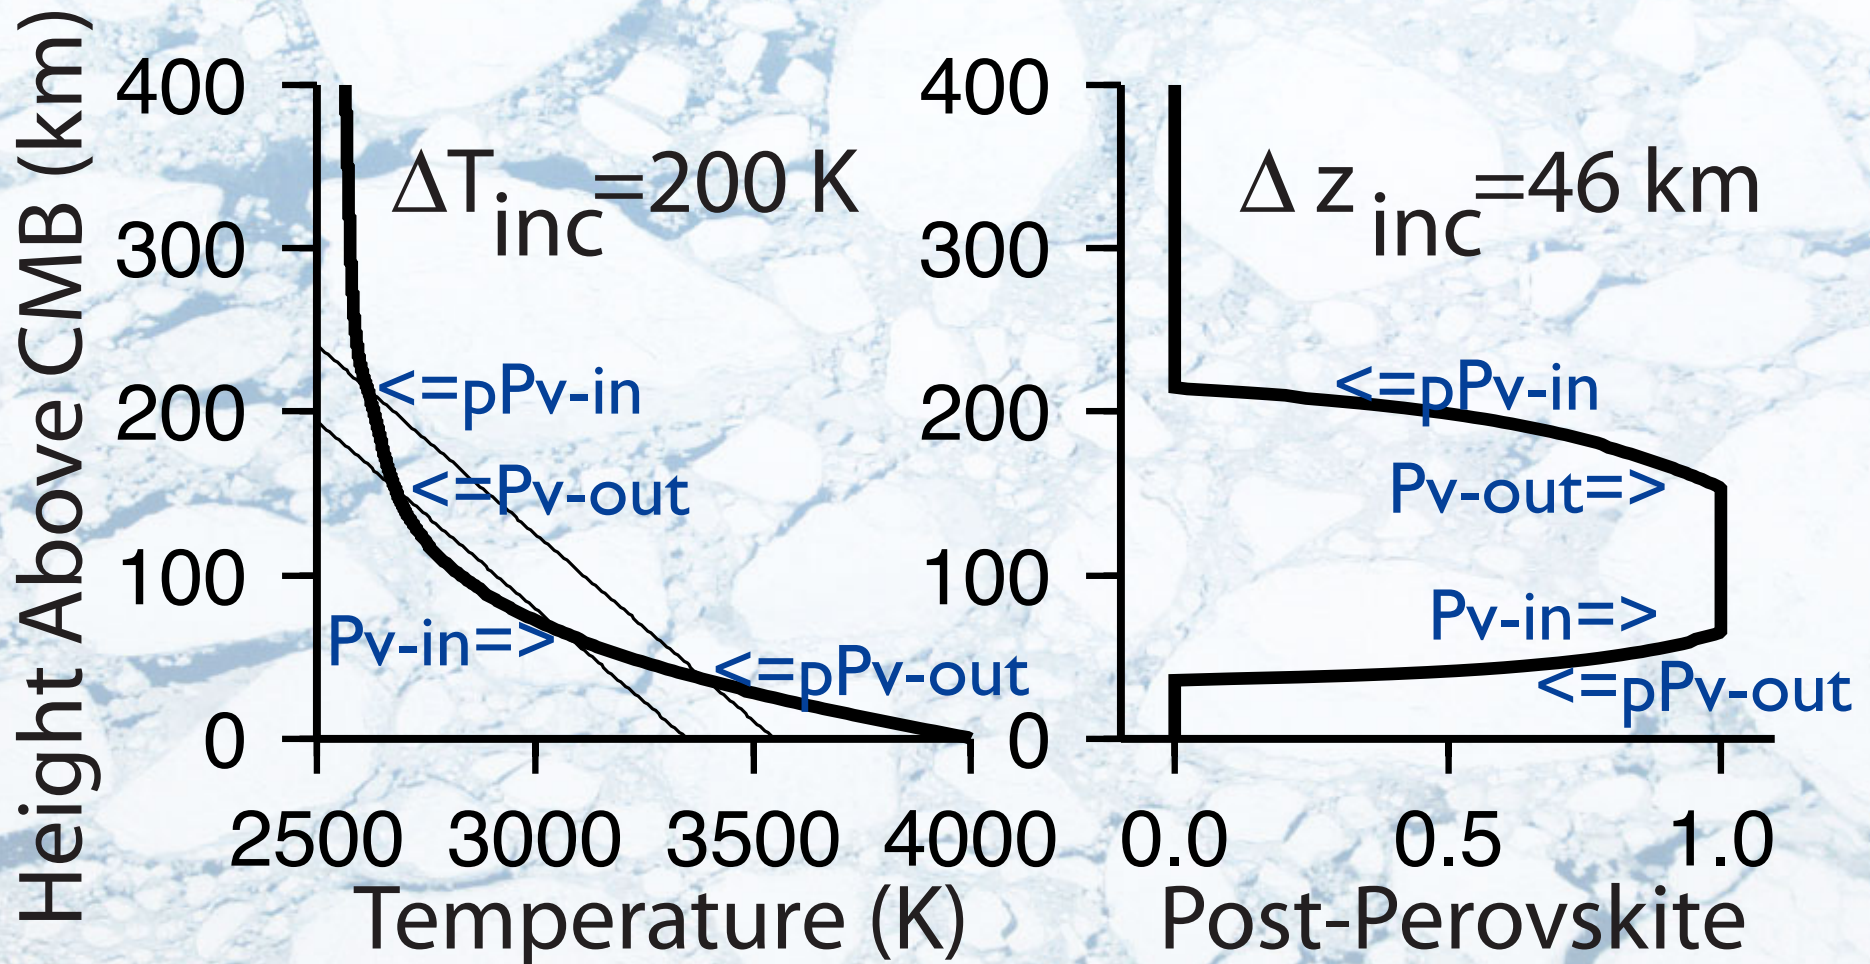 Height Above CMB (km)
400
300
200
100
0
ΔTinc=200 K
<=pPv-in
<=Pv-out
Pv-in=>
<=pPv-out
2500 3000 3500 4000
Temperature (K)
400
300
200
100
0
Δ z inc=46 km
<=pPv-in
Pv-out=>
Pv-in=>
<=pPv-out
0.0 0.5 1.0
Post-Perovskite